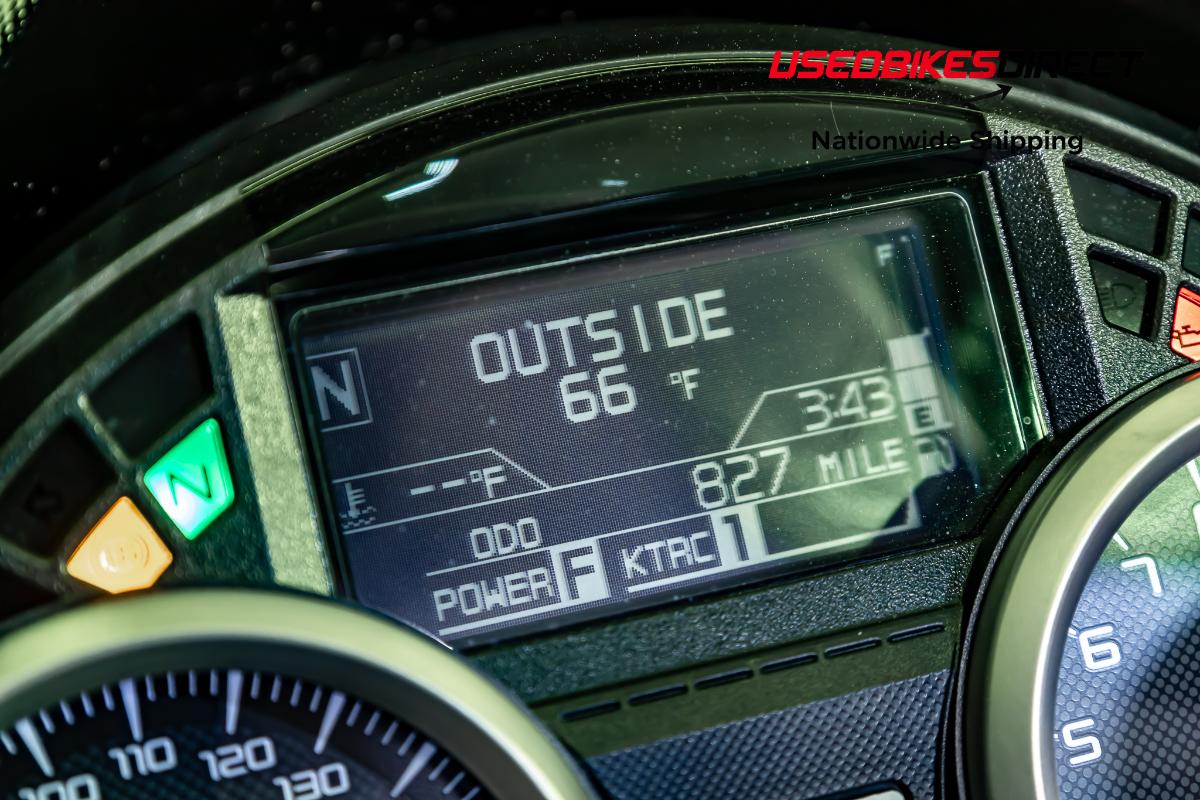 USEDBIKESDIRECT
Nationwide Shipping
F
OUTSIDE
N
66 °F
3:43
N
--°F
827 MILE
ODO
POWER F KTRC 1
7
6
5
100 110 120 130